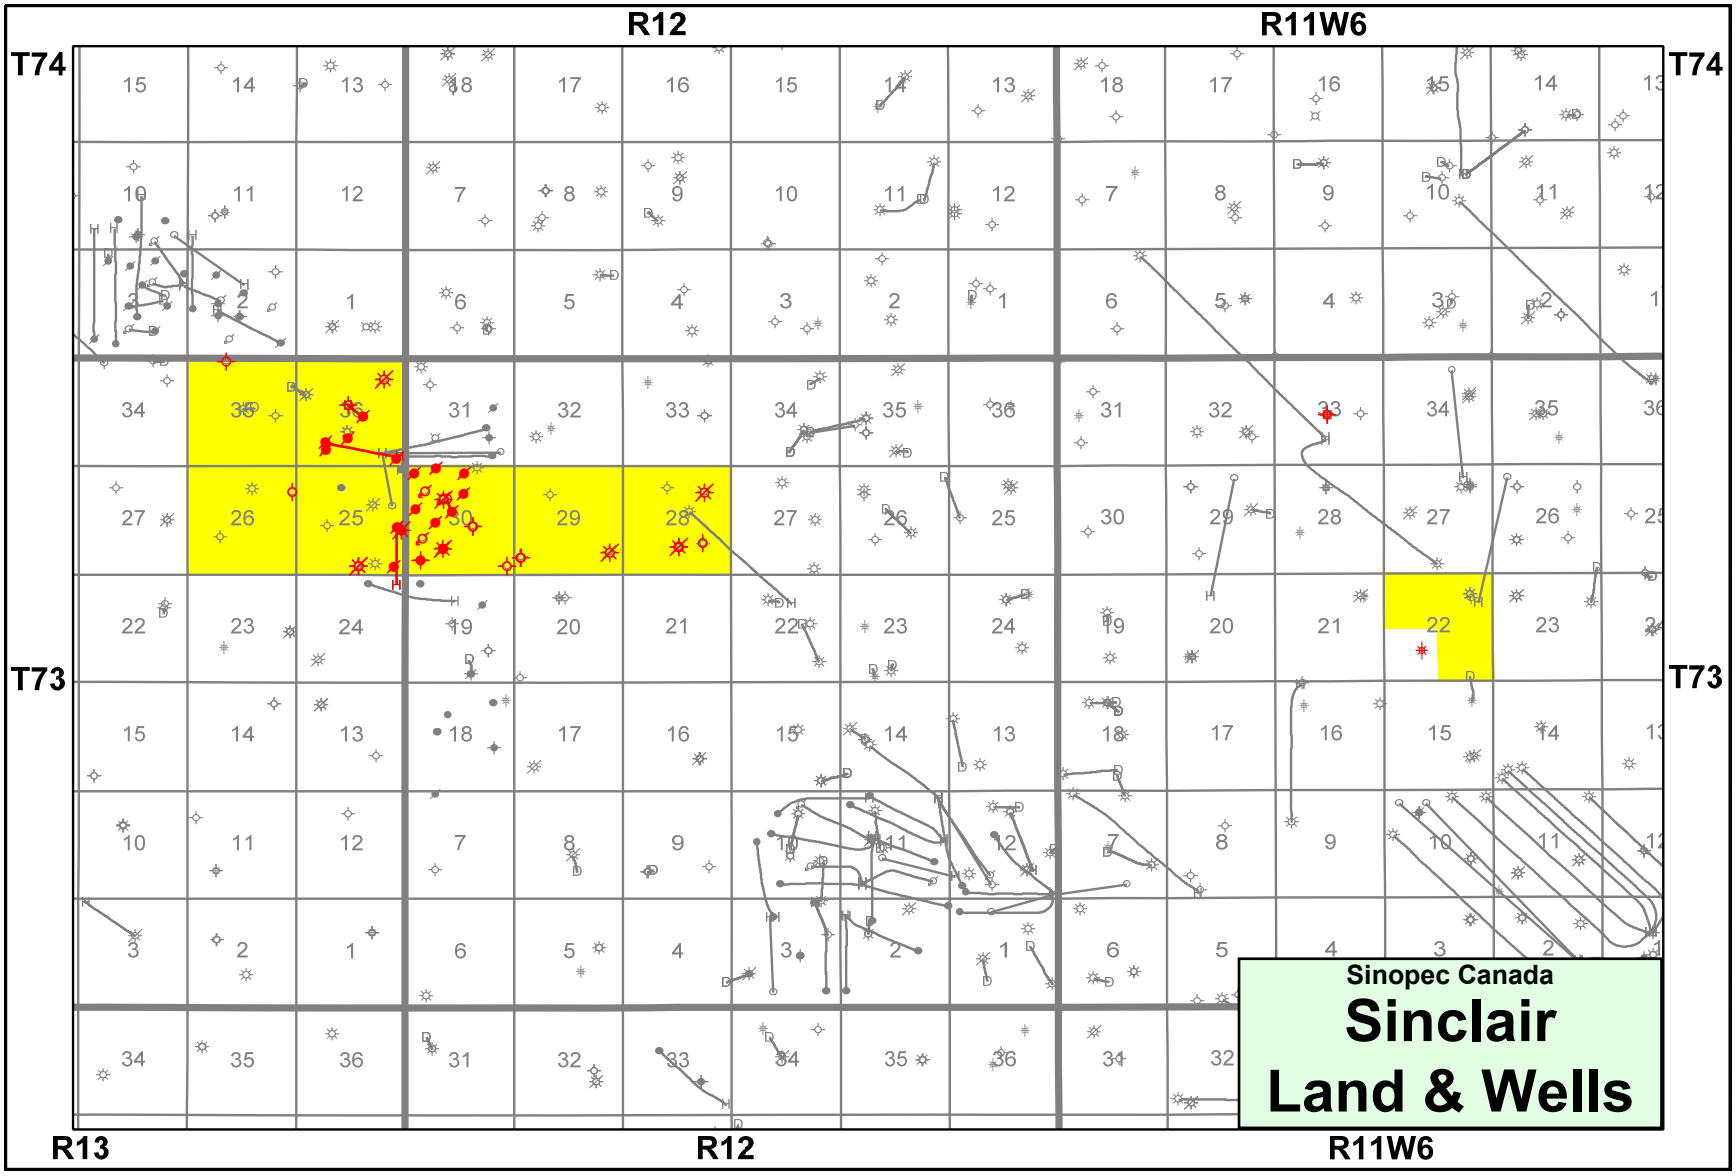 R12 R11W6
T74 T74
15 14 13 18 17 16 15 14 13 18 17 16 15 14 13
10 11 12 7 8 9 10 11 12 7 8 9 10 11 12
3 2 1 6 5 4 3 2 1 6 5 4 3 2 1
34 35 36 31 32 33 34 35 36 31 32 33 34 35 36
27 26 25 30 29 28 27 26 25 30 29 28 27 26 25
22 23 24 19 20 21 22 23 24 19 20 21 22 23 24
T73 T73
15 14 13 18 17 16 15 14 13 18 17 16 15 14 13
10 11 12 7 8 9 10 11 12 7 8 9 10 11 12
3 2 1 6 5 4 3 2 1 6 5 4 3 2 1
34 35 36 31 32 33 34 35 36 31 32
Sinopec Canada
Sinclair
Land & Wells
R13 R12 R11W6